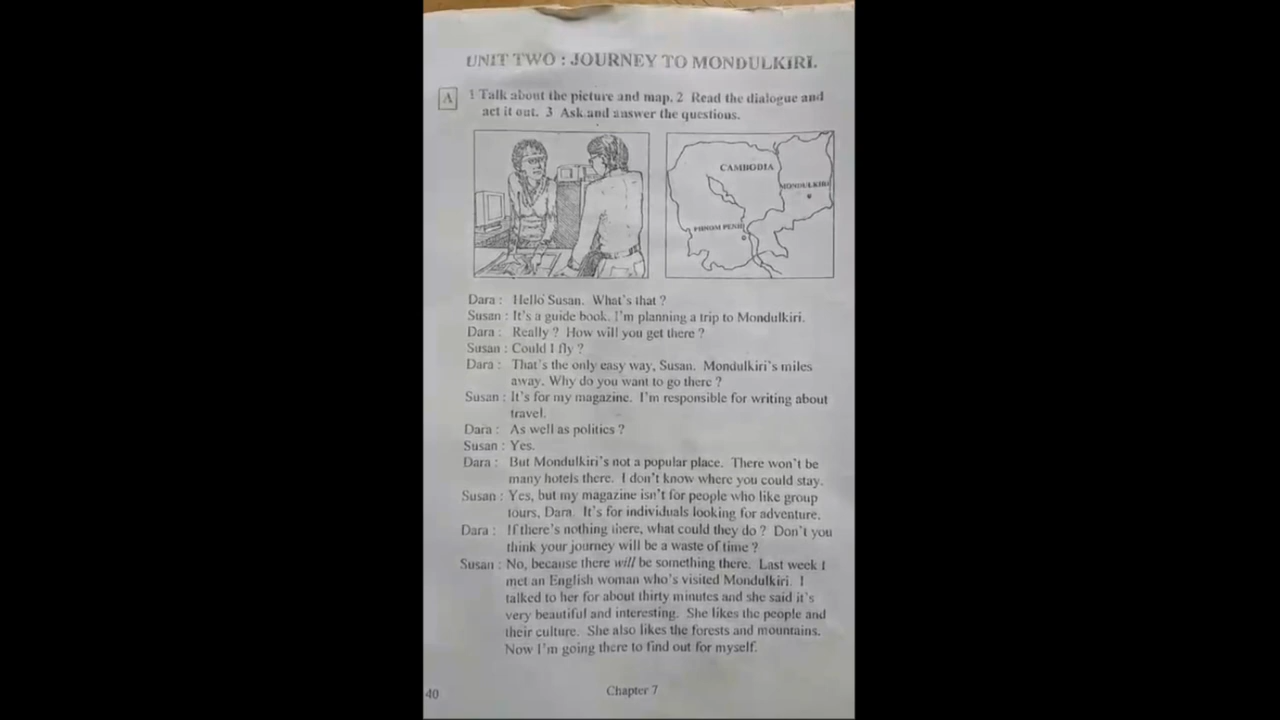 UNIT TWO : JOURNEY TO MONDULKIRI.
A 1 Talk about the picture and map. 2 Read the dialogue and
act it out. 3 Ask and answer the questions.
CAMBODIA
MONDULKIRI
PHNOM PENH
Dara : Hello Susan. What's that ?
Susan : It's a guide book. I'm planning a trip to Mondulkiri.
Dara : Really ? How will you get there ?
Susan : Could I fly ?
Dara : That's the only easy way, Susan. Mondulkiri's miles
away. Why do you want to go there ?
Susan : It's for my magazine. I'm responsible for writing about
travel.
Dara : As well as politics ?
Susan : Yes.
Dara : But Mondulkiri's not a popular place. There won't be
many hotels there. I don't know where you could stay.
Susan : Yes, but my magazine isn't for people who like group
tours, Dara. It's for individuals looking for adventure.
Dara : If there's nothing there, what could they do ? Don't you
think your journey will be a waste of time ?
Susan : No, because there will be something there. Last week I
met an English woman who's visited Mondulkiri. I
talked to her for about thirty minutes and she said it's
very beautiful and interesting. She likes the people and
their culture. She also likes the forests and mountains.
Now I'm going there to find out for myself.
40 Chapter 7